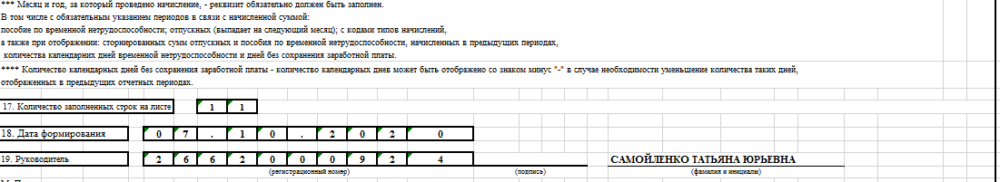 *** Месяц и год, за который проведено начисление, - реквизит обязательно должен быть заполнен.
В том числе с обязательным указанием периодов в связи с начисленной суммой:
пособие по временной нетрудоспособности; отпускных (выпадает на следующий месяц); с кодами типов начислений,
а также при отображении: сторнированных сумм отпускных и пособия по временной нетрудоспособности, начисленных в предыдущих периодах,
количества календарних дней временной нетрудоспособности и дней без сохранения заработной платы.
**** Количество календарных дней без сохранения заработной платы - количество календарных днев может быть отображено со знаком минус "-" в случае необходимости уменьшение количества таких дней,
отображенных в предыдущих отчетных периодах.
17. Количество заполненных строк на листе 1 1
18. Дата формирования 0 7 . 1 0 . 2 0 2 0
19. Руководитель 2 6 6 2 0 0 0 9 2 4 САМОЙЛЕНКО ТАТЬЯНА ЮРЬЕВНА
(регистрационный номер) (подпись) (фамилия и инициалы)